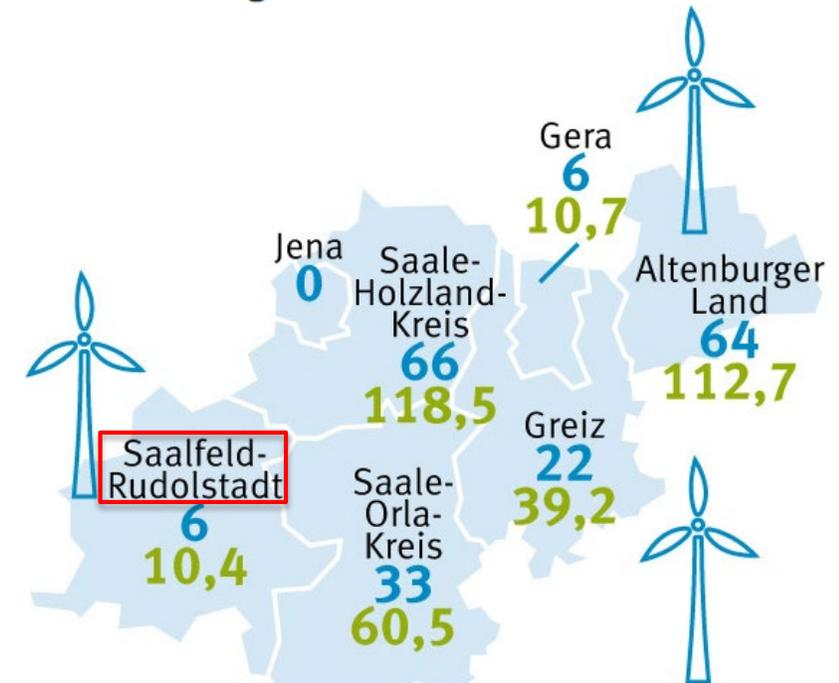 Gera
6
10,7
Jena
0
Saale-
Holzland-
Kreis
66
118,5
Altenburger
Land
64
112,7
Saalfeld-
Rudolstadt
6
10,4
Saale-
Orla-
Kreis
33
60,5
Greiz
22
39,2